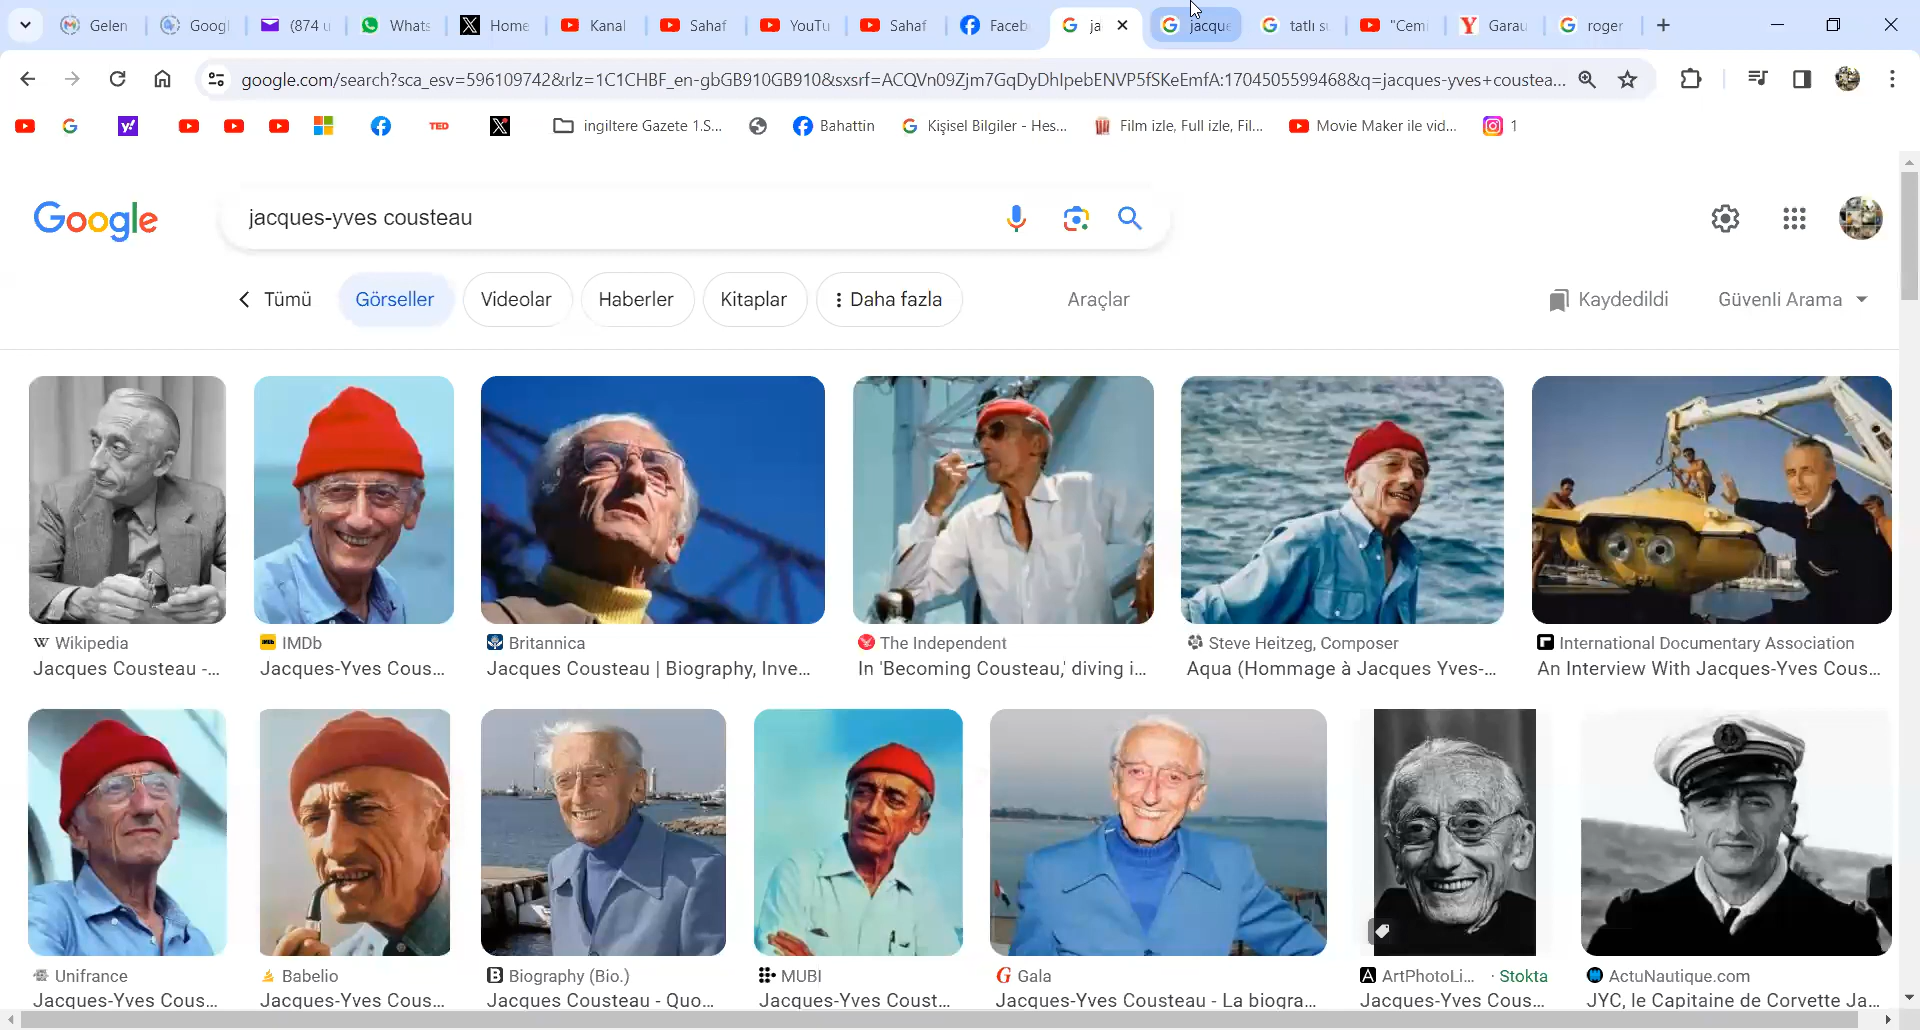 Gelen
Googl
(874 u
Whats
Home
Kanal
Sahaf
YouTu
Sahaf
Faceb
ja
jacque
tatlı su
"Cemi
Garau
roger
google.com/search?sca_esv=596109742&rlz=1C1CHBF_en-gbGB910GB910&sxsrf=ACQVn09Zjm7GqDyDhIpebENVP5fSKeEmfA:1704505599468&q=jacques-yves+coustea...
TED
ingiltere Gazete 1.S...
Bahattin
Kişisel Bilgiler - Hes...
Film izle, Full izle, Fil...
Movie Maker ile vid...
1
Google
jacques-yves cousteau
Tümü
Görseller
Videolar
Haberler
Kitaplar
Daha fazla
Araçlar
Kaydedildi
Güvenli Arama
Wikipedia
Jacques Cousteau -...
IMDb
Jacques-Yves Cous...
Britannica
Jacques Cousteau | Biography, Inve...
The Independent
In 'Becoming Cousteau,' diving i...
Steve Heitzeg, Composer
Aqua (Hommage à Jacques Yves-...
International Documentary Association
An Interview With Jacques-Yves Cous...
Unifrance
Jacques-Yves Cous...
Babelio
Jacques-Yves Cous...
Biography (Bio.)
Jacques Cousteau - Quo...
MUBI
Jacques-Yves Coust...
Gala
Jacques-Yves Cousteau - La biogra...
ArtPhotoLi... · Stokta
Jacques-Yves Cous...
ActuNautique.com
JYC, le Capitaine de Corvette Ja...